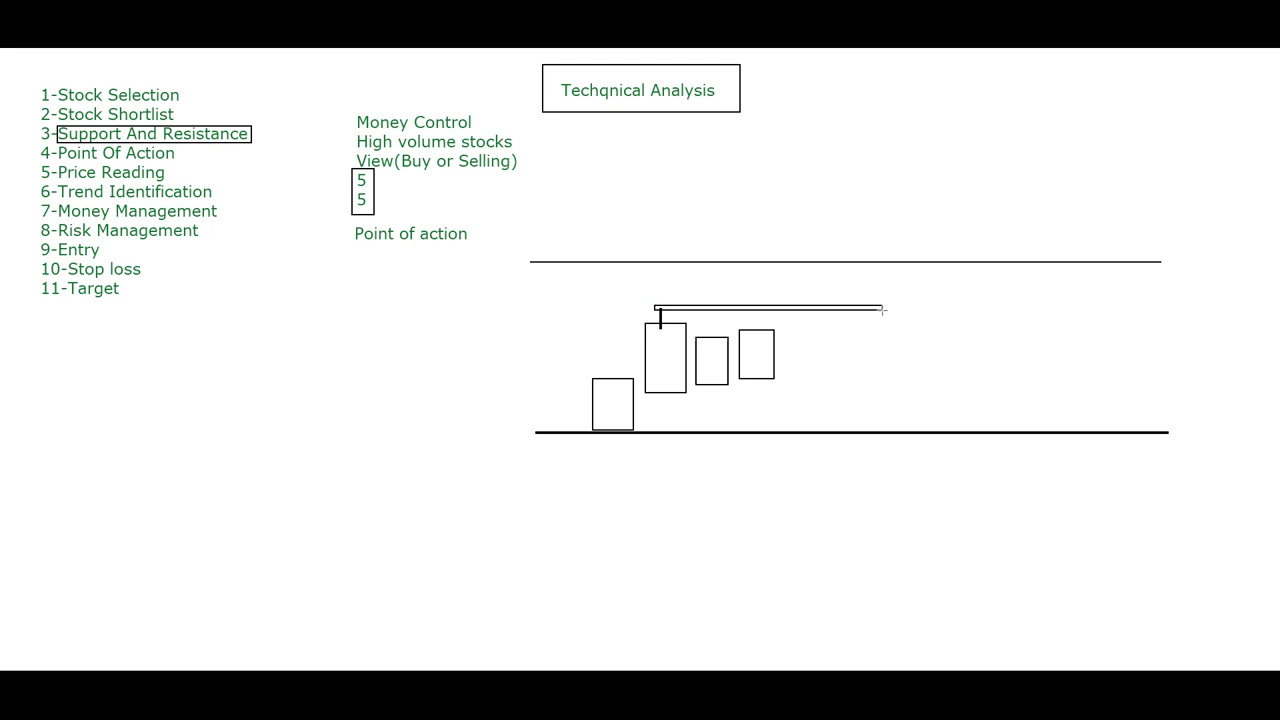 Techqnical Analysis
1-Stock Selection
2-Stock Shortlist
3-Support And Resistance
4-Point Of Action
5-Price Reading
6-Trend Identification
7-Money Management
8-Risk Management
9-Entry
10-Stop loss
11-Target
Money Control
High volume stocks
View(Buy or Selling)
5
5
Point of action